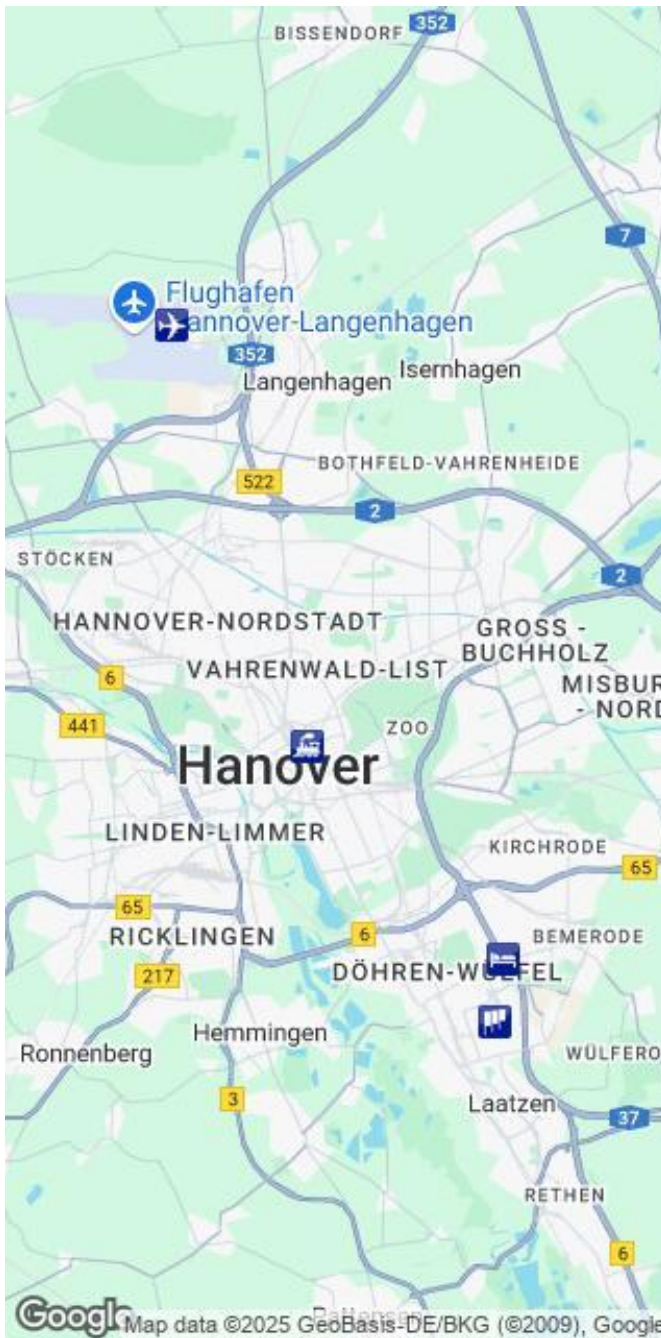 352
BISSENDORF
7
Flughafen
annover-Langenhagen
352
Isernhagen
Langenhagen
BOTHFELD-VAHRENHEIDE
522
2
STÖCKEN
2
HANNOVER-NORDSTADT
GROSS -
BUCHHOLZ
VAHRENWALD-LIST
6
MISBUR
- NORD
441
ZOO
Hanover
LINDEN-LIMMER
KIRCHRODE
65
65
6
RICKLINGEN
BEMERODE
217
DÖHREN-WÜLFEL
Hemmingen
Ronnenberg
WÜLFERO
3
Laatzen
37
RETHEN
6
Google
Map data ©2025 GeoBasis-DE/BKG (©2009), Google